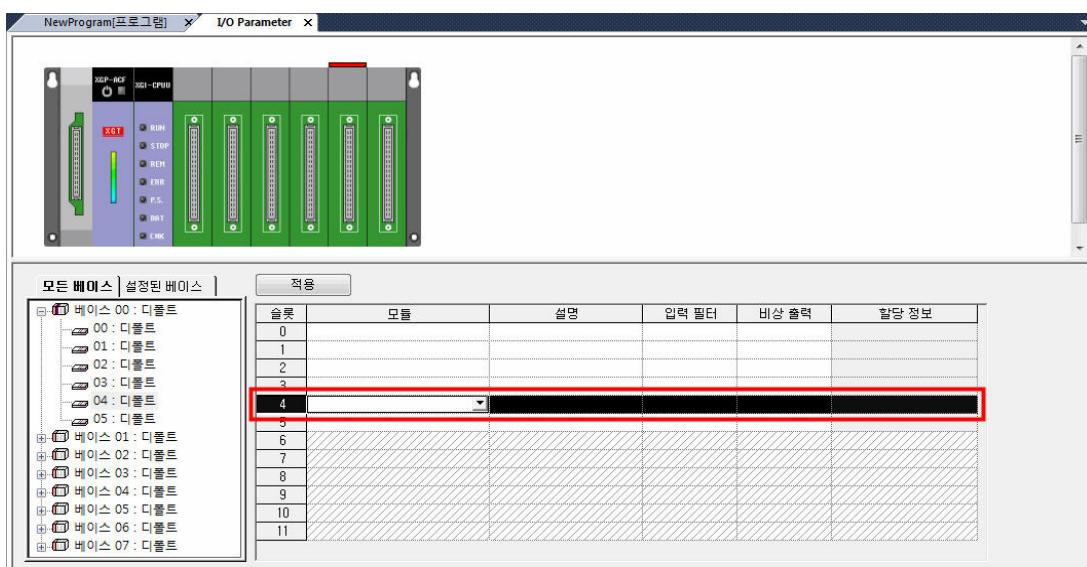 NewProgram[프로그램] ×
I/O Parameter ×
XGP-ACF
XGI-CPUU
XGT
RUN
STOP
REM
ERR
P.S.
BAT
CHK
모든 베이스 설정된 베이스
적용
베이스 00 : 디폴트
00 : 디폴트
01 : 디폴트
02 : 디폴트
03 : 디폴트
04 : 디폴트
05 : 디폴트
베이스 01 : 디폴트
베이스 02 : 디폴트
베이스 03 : 디폴트
베이스 04 : 디폴트
베이스 05 : 디폴트
베이스 06 : 디폴트
베이스 07 : 디폴트
슬롯 모듈 설명 입력 필터 비상 출력 할당 정보
0
1
2
3
4
5
6
7
8
9
10
11